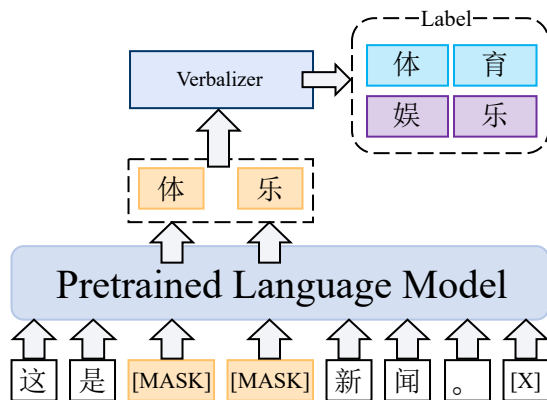 Label
Verbalizer
体 育
娱 乐
体 乐
Pretrained Language Model
这 是 [MASK] [MASK] 新 闻 。 [X]